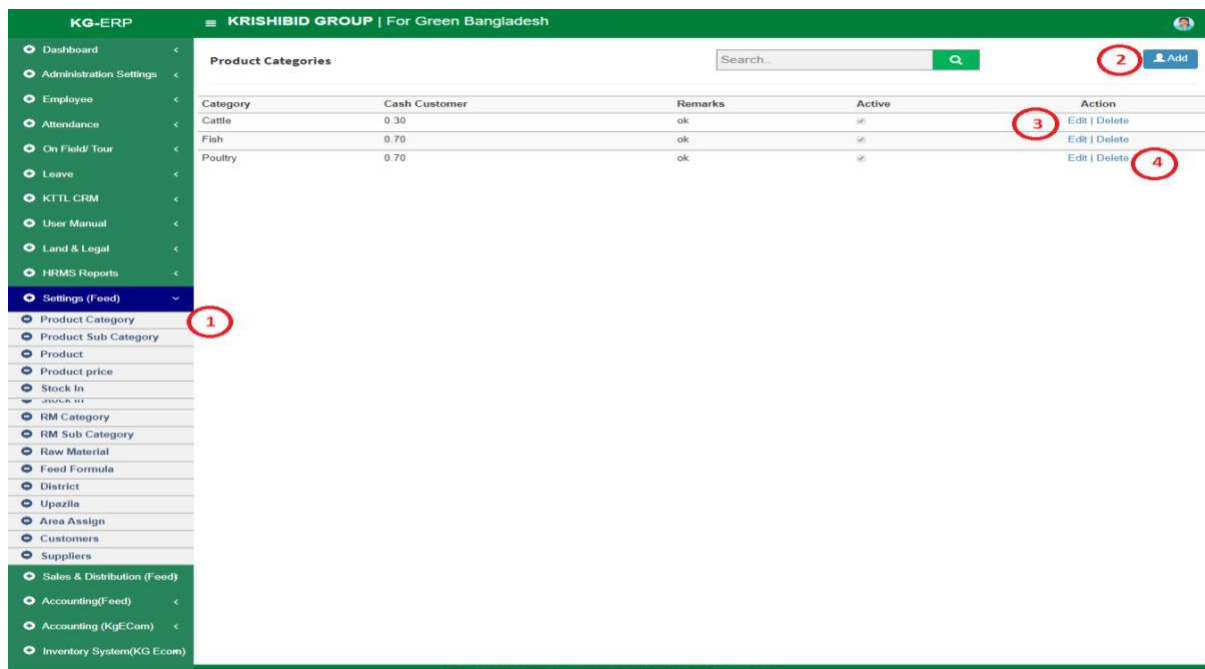 KG-ERP
KRISHIBID GROUP | For Green Bangladesh
Dashboard
Administration Settings
Employee
Attendance
On Field/ Tour
Leave
KTTL CRM
User Manual
Land & Legal
HRMS Reports
Settings (Feed)
Product Category
1
Product Sub Category
Product
Product price
Stock In
Stock In
RM Category
RM Sub Category
Raw Material
Feed Formula
District
Upazila
Area Assign
Customers
Suppliers
Sales & Distribution (Feed)
Accounting(Feed)
Accounting (KgECom)
Inventory System(KG Ecom)
Product Categories
Search..
2
Add
Category Cash Customer Remarks Active Action
Cattle 0.30 ok 3 Edit | Delete
Fish 0.70 ok Edit | Delete
Poultry 0.70 ok Edit | Delete 4